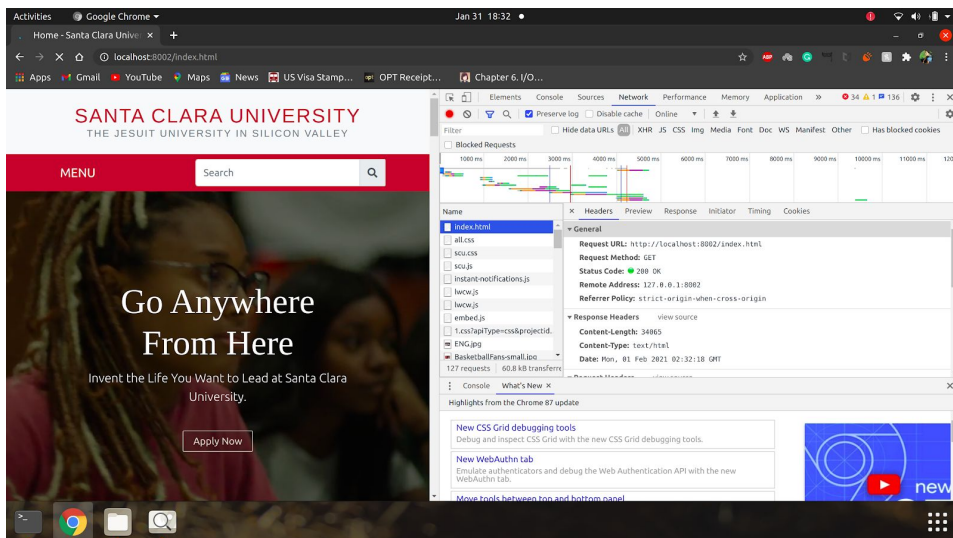 Activities Google Chrome Jan 31 18:32
Home - Santa Clara Unive
localhost:8002/index.html
ABP
Apps Gmail YouTube Maps News US Visa Stamp... OPT Receipt... Chapter 6. I/O...
SANTA CLARA UNIVERSITY
THE JESUIT UNIVERSITY IN SILICON VALLEY
MENU Search
Go Anywhere
From Here
Invent the Life You Want to Lead at Santa Clara
University.
Apply Now
Elements Console Sources Network Performance Memory Application » 34 1 136
Preserve log Disable cache Online
Filter Hide data URLs All XHR JS CSS Img Media Font Doc WS Manifest Other Has blocked cookies
Blocked Requests
1000 ms 2000 ms 3000 ms 4000 ms 5000 ms 6000 ms 7000 ms 8000 ms 9000 ms 10000 ms 11000 ms 120
Name
index.html
all.css
scu.css
scu.js
instant-notifications.js
lwcw.js
lwcw.js
embed.js
1.css?apiType=css&projectid.
ENG.jpg
BasketballFans-small.jpg
127 requests 60.8 kB transferre
× Headers Preview Response Initiator Timing Cookies
General
Request URL: http://localhost:8002/index.html
Request Method: GET
Status Code: 200 OK
Remote Address: 127.0.0.1:8002
Referrer Policy: strict-origin-when-cross-origin
Response Headers view source
Content-Length: 34865
Content-Type: text/html
Date: Mon, 01 Feb 2021 02:32:18 GMT
Request Headers view source
Console What's New ×
Highlights from the Chrome 87 update
New CSS Grid debugging tools
Debug and inspect CSS Grid with the new CSS Grid debugging tools.
New WebAuthn tab
Emulate authenticators and debug the Web Authentication API with the new
WebAuthn tab.
Move tools between top and bottom panel
new